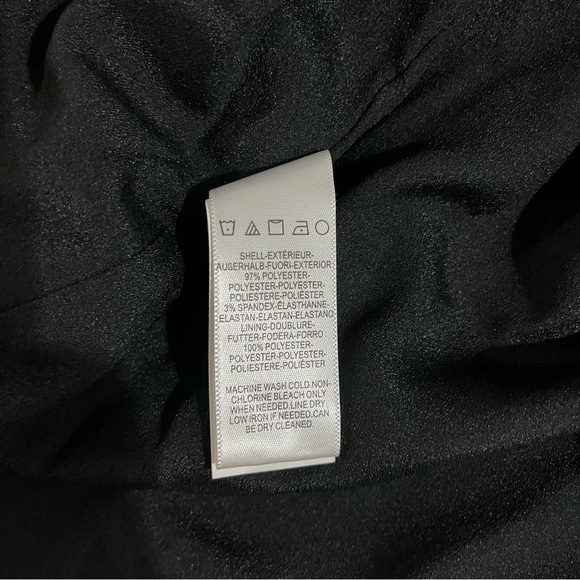 SHELL-EXTÉRIEUR-
AUßERHALB-FUORI-EXTERIOR
97% POLYESTER-
POLYESTER-POLYESTER-
POLIESTERE-POLIÉSTER
3% SPANDEX-ÉLASTHANNE-
ELASTAN-ELASTAN-ELASTANO
LINING-DOUBLURE-
FUTTER-FODERA-FORRO
100% POLYESTER-
POLYESTER-POLYESTER-
POLIESTERE-POLIÉSTER
MACHINE WASH COLD.NON-
CHLORINE BLEACH ONLY
WHEN NEEDED.LINE DRY
LOW IRON IF NEEDED.CAN
BE DRY CLEANED.